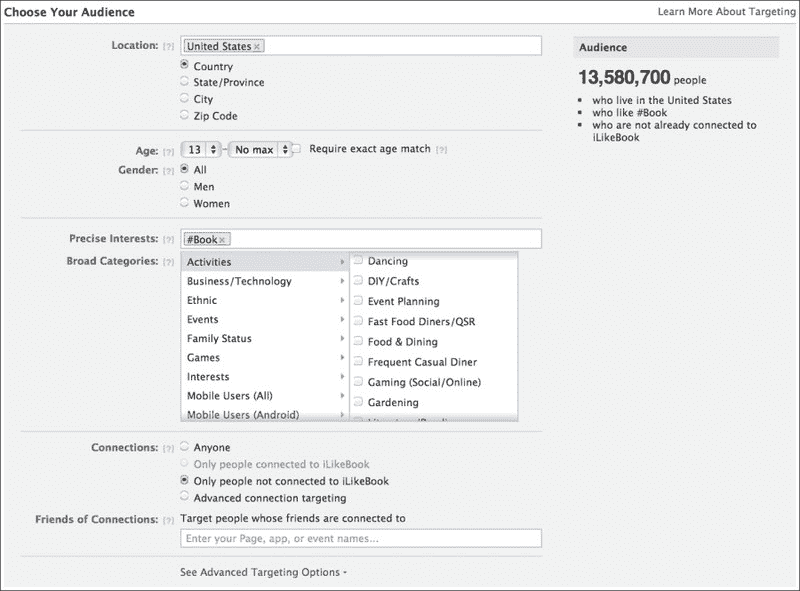 Choose Your Audience
Learn More About Targeting
Location: [?] United States ×
Country
State/Province
City
Zip Code
Age: [?] 13 – No max Require exact age match [?]
Gender: [?] All
Men
Women
Precise Interests: [?] #Book ×
Broad Categories: [?]
Activities
Business/Technology
Ethnic
Events
Family Status
Games
Interests
Mobile Users (All)
Mobile Users (Android)
Dancing
DIY/Crafts
Event Planning
Fast Food Diners/QSR
Food & Dining
Frequent Casual Diner
Gaming (Social/Online)
Gardening
Connections: [?] Anyone
Only people connected to iLikeBook
Only people not connected to iLikeBook
Advanced connection targeting
Friends of Connections: [?] Target people whose friends are connected to
Enter your Page, app, or event names...
See Advanced Targeting Options
Audience
13,580,700 people
who live in the United States
who like #Book
who are not already connected to
iLikeBook